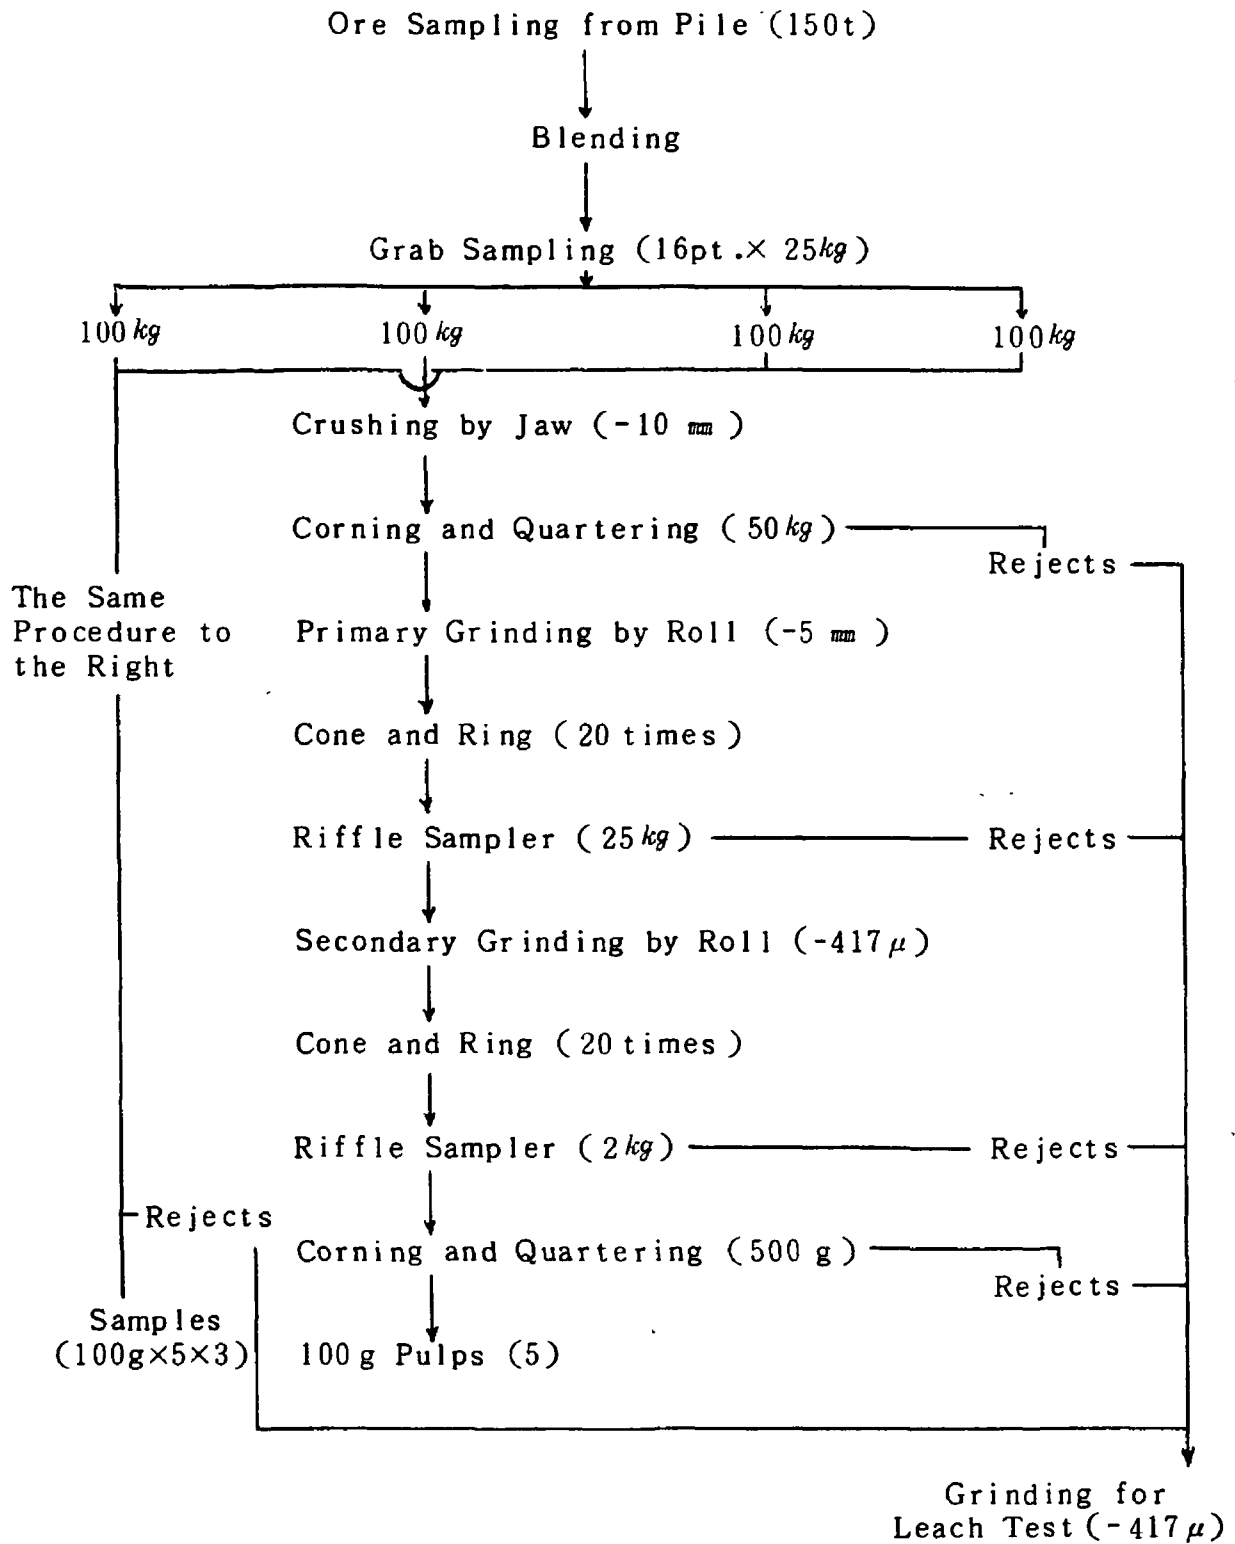 Ore Sampling from Pile (150t)
Blending
Grab Sampling (16pt.× 25kg)
100kg 100kg 100kg 100kg
Crushing by Jaw (-10 mm)
Corning and Quartering (50kg)
Rejects
The Same
Procedure to
the Right
Primary Grinding by Roll (-5 mm)
Cone and Ring (20 times)
Riffle Sampler (25kg) Rejects
Secondary Grinding by Roll (-417μ)
Cone and Ring (20 times)
Riffle Sampler (2kg) Rejects
Rejects
Corning and Quartering (500 g)
Rejects
Samples
(100g×5×3)
100g Pulps (5)
Grinding for
Leach Test (-417μ)